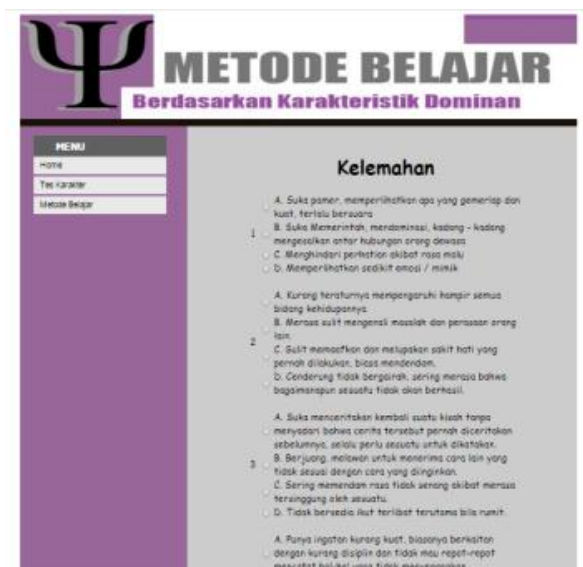 METODE BELAJAR
Berdasarkan Karakteristik Dominan
MENU
Home
Tes Karakter
Metode Belajar
Kelemahan
A. Suka pamer, memperlihatkan apa yang gemerlap dan
kuat, terlalu bersuara
1
B. Suka Memerintah, mendominasi, kadang - kadang
mengesalkan antar hubungan orang dewasa
C. Menghindari perhatian akibat rasa malu
D. Memperlihatkan sedikit emosi / mimik
A. Kurang teraturnya mempengaruhi hampir semua
bidang kehidupannya
B. Merasa sulit mengenali masalah dan perasaan orang
lain.
2
C. Sulit memaafkan dan melupakan sakit hati yang
pernah dilakukan, biasa mendendam.
D. Cenderung tidak bergairah, sering merasa bahwa
bagaimanapun sesuatu tidak akan berhasil.
A. Suka menceritakan kembali suatu kisah tanpa
menyadari bahwa cerita tersebut pernah diceritakan
sebelumnya, selalu perlu sesuatu untuk dikatakan.
3
B. Berjuang, melawan untuk menerima cara lain yang
tidak sesuai dengan cara yang diinginkan.
C. Sering memendam rasa tidak senang akibat merasa
tersinggung oleh sesuatu.
D. Tidak bersedia ikut terlibat terutama bila rumit.
A. Punya ingatan kurang kuat, biasanya berkaitan
dengan kurang disiplin dan tidak mau repot-repot